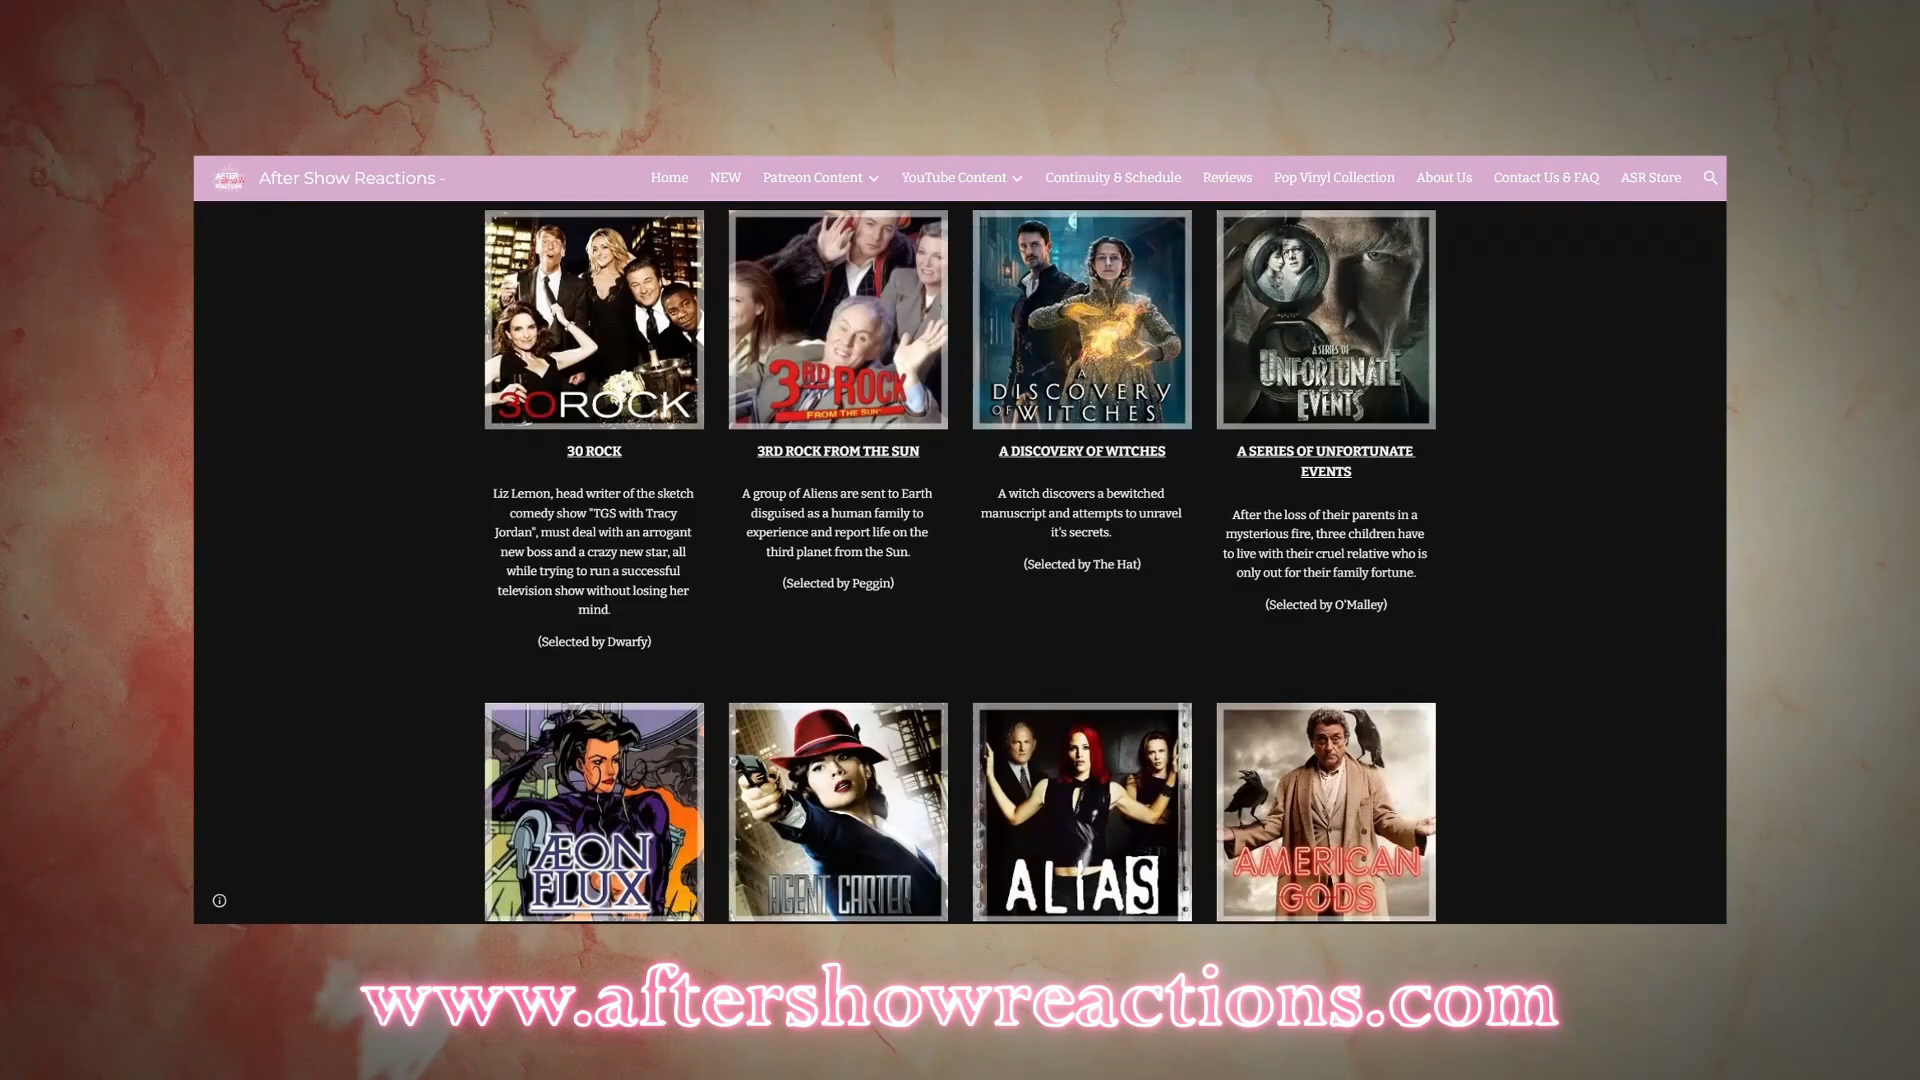 AFTER
REACTIONS
After Show Reactions -
Home
NEW
Patreon Content
YouTube Content
Continuity & Schedule
Reviews
Pop Vinyl Collection
About Us
Contact Us & FAQ
ASR Store
30ROCK
3RD ROCK
FROM THE SUN
A
DISCOVERY
OF WITCHES
A SERIES OF
UNFORTUNATE
EVENTS
30 ROCK
Liz Lemon, head writer of the sketch
comedy show "TGS with Tracy
Jordan", must deal with an arrogant
new boss and a crazy new star, all
while trying to run a successful
television show without losing her
mind.
(Selected by Dwarfy)
3RD ROCK FROM THE SUN
A group of Aliens are sent to Earth
disguised as a human family to
experience and report life on the
third planet from the Sun.
(Selected by Peggin)
A DISCOVERY OF WITCHES
A witch discovers a bewitched
manuscript and attempts to unravel
it's secrets.
(Selected by The Hat)
A SERIES OF UNFORTUNATE
EVENTS
After the loss of their parents in a
mysterious fire, three children have
to live with their cruel relative who is
only out for their family fortune.
(Selected by O'Malley)
ÆON
FLUX
AGENT CARTER
ALIAS
AMERICAN
GODS
www.aftershowreactions.com